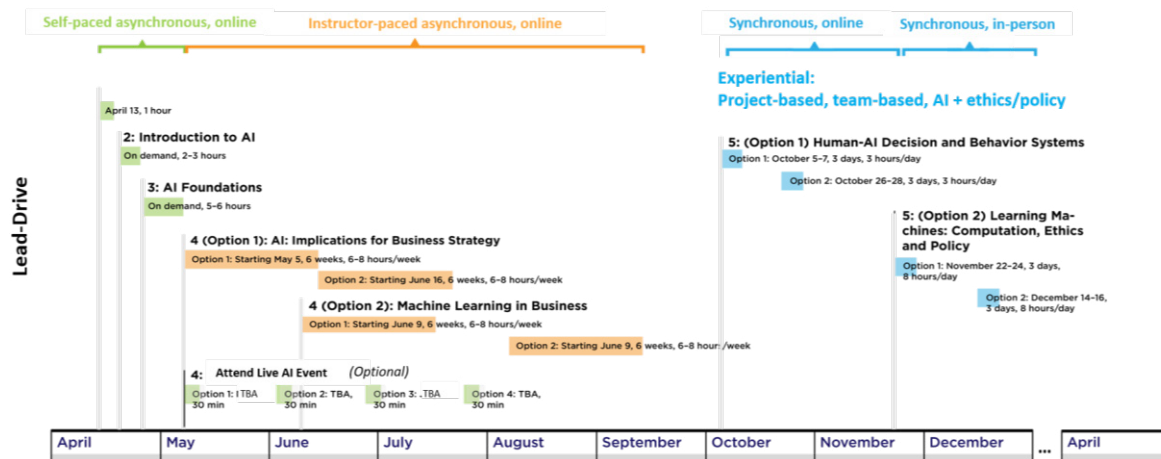 Self-paced asynchronous, online
Instructor-paced asynchronous, online
Synchronous, online
Synchronous, in-person
Experiential:
Project-based, team-based, AI + ethics/policy
Lead-Drive
April 13, 1 hour
2: Introduction to AI
On demand, 2–3 hours
3: AI Foundations
On demand, 5–6 hours
4 (Option 1): AI: Implications for Business Strategy
Option 1: Starting May 5, 6 weeks, 6–8 hours/week
Option 2: Starting June 16, 6 weeks, 6–8 hours/week
4 (Option 2): Machine Learning in Business
Option 1: Starting June 9, 6 weeks, 6–8 hours/week
Option 2: Starting June 9, 6 weeks, 6–8 hours/week
4: Attend Live AI Event (Optional)
Option 1: TBA
30 min
Option 2: TBA,
30 min
Option 3: TBA
30 min
Option 4: TBA,
30 min
5: (Option 1) Human-AI Decision and Behavior Systems
Option 1: October 5–7, 3 days, 3 hours/day
Option 2: October 26–28, 3 days, 3 hours/day
5: (Option 2) Learning Ma-
chines: Computation, Ethics
and Policy
Option 1: November 22–24, 3 days,
8 hours/day
Option 2: December 14–16,
3 days, 8 hours/day
April May June July August September October November December ... April